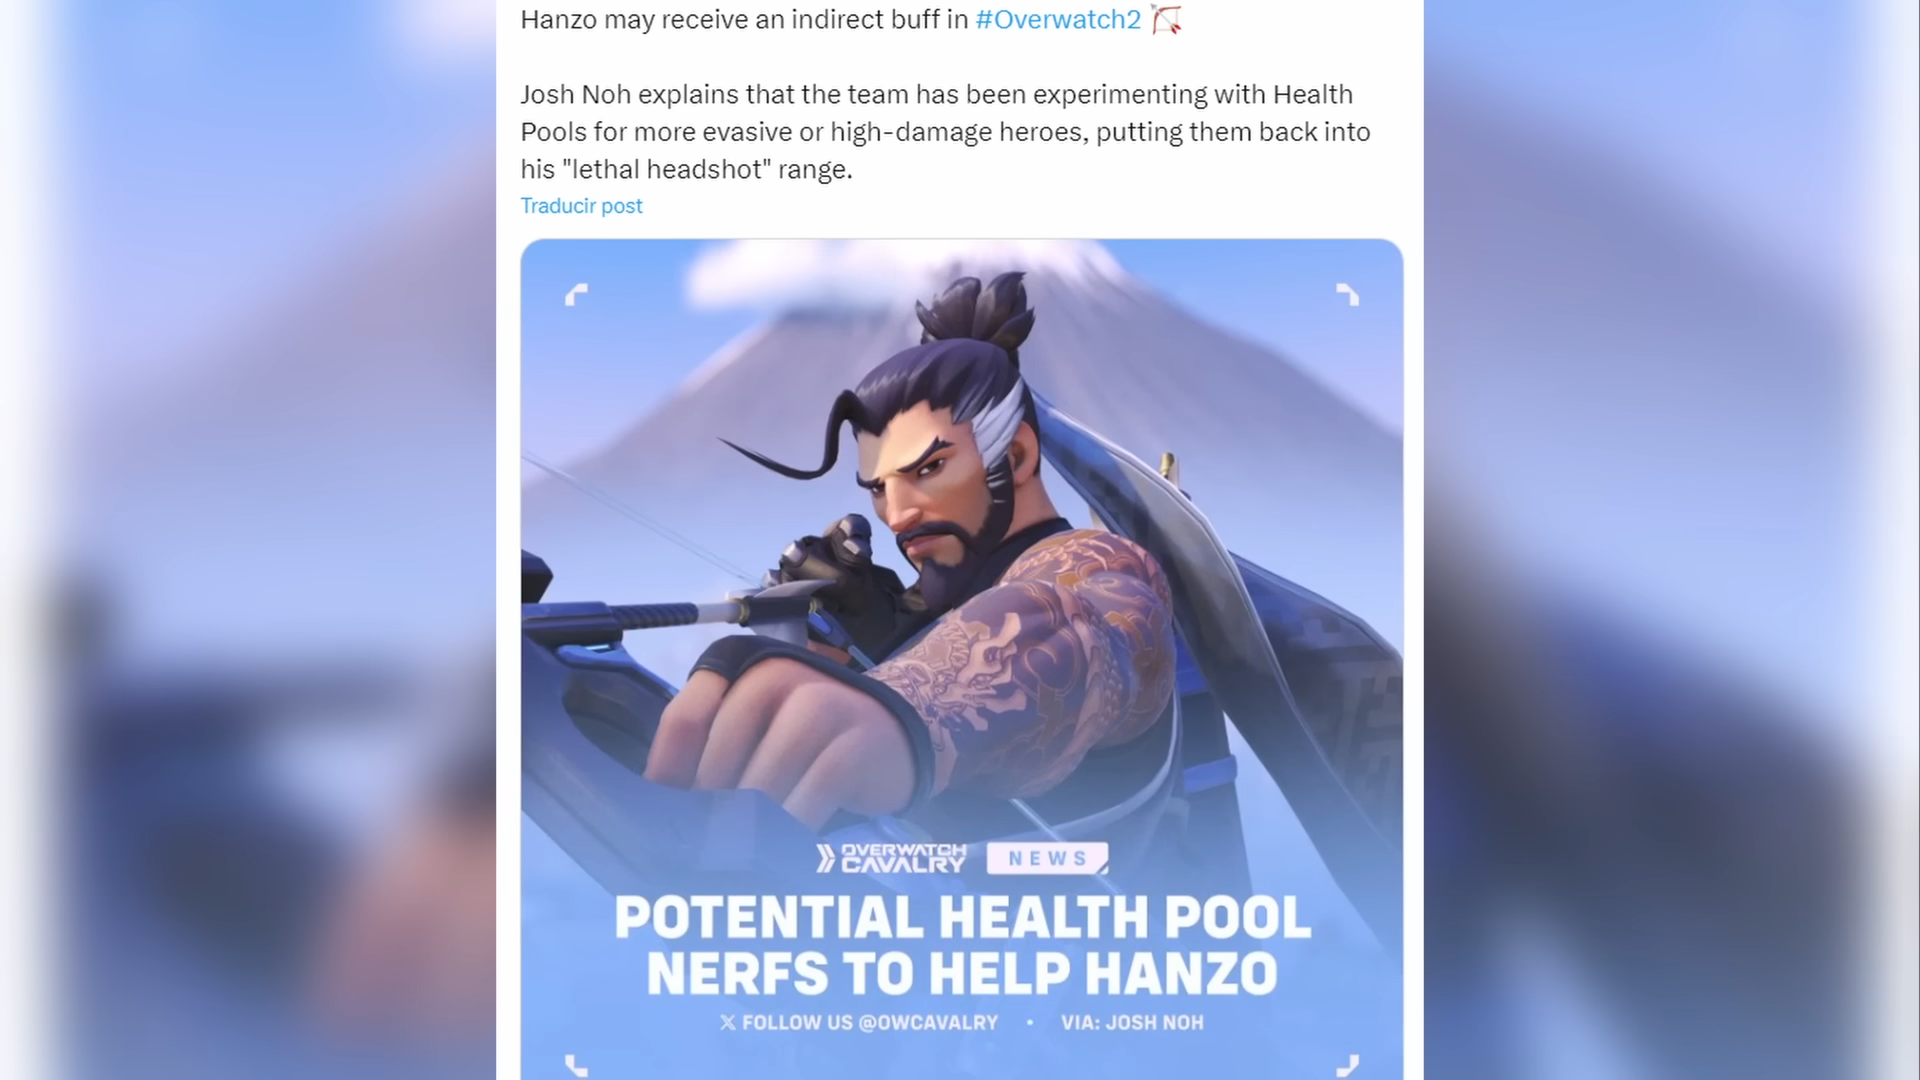 Hanzo may receive an indirect buff in #Overwatch2
Josh Noh explains that the team has been experimenting with Health
Pools for more evasive or high-damage heroes, putting them back into
his "lethal headshot" range.
Traducir post
OVERWATCH
CAVALRY
NEWS
POTENTIAL HEALTH POOL
NERFS TO HELP HANZO
X FOLLOW US @OWCAVALRY • VIA: JOSH NOH